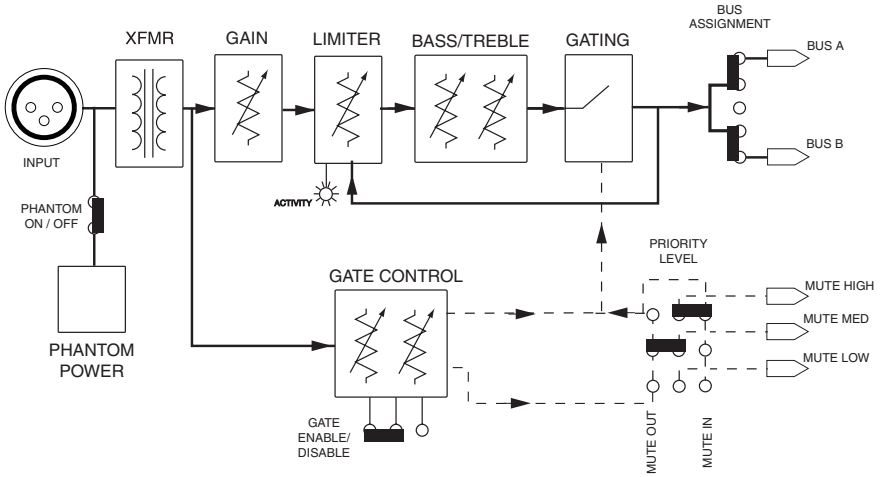 BUS
ASSIGNMENT
XFMR
GAIN
LIMITER
BASS/TREBLE
GATING
BUS A
INPUT
BUS B
ACTIVITY
PHANTOM
ON / OFF
PRIORITY
LEVEL
GATE CONTROL
MUTE HIGH
MUTE MED
PHANTOM
POWER
MUTE LOW
GATE
ENABLE/
DISABLE
MUTE OUT
MUTE IN